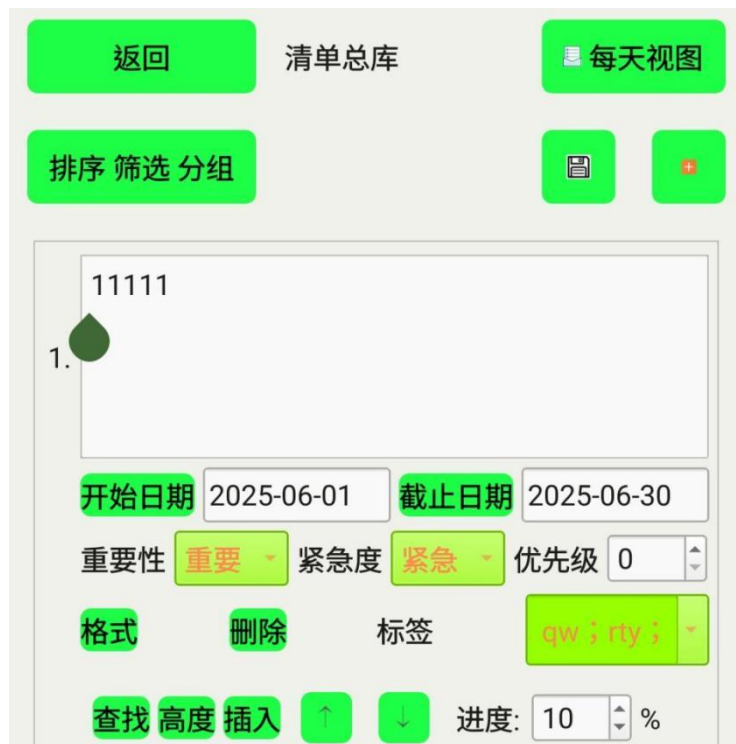 返回 清单总库 每天视图
排序 筛选 分组
11111
1.
开始日期 2025-06-01 截止日期 2025-06-30
重要性 重要 紧急度 紧急 优先级 0
格式 删除 标签 qw；rty；
查找 高度 插入 ↑ ↓ 进度: 10 %